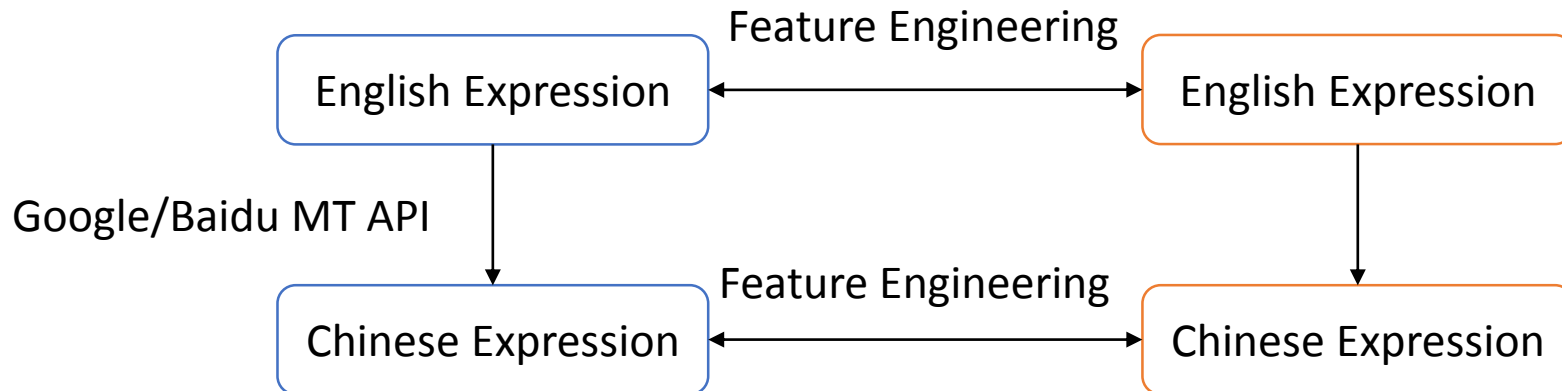 Feature Engineering
English Expression
English Expression
Google/Baidu MT API
Feature Engineering
Chinese Expression
Chinese Expression